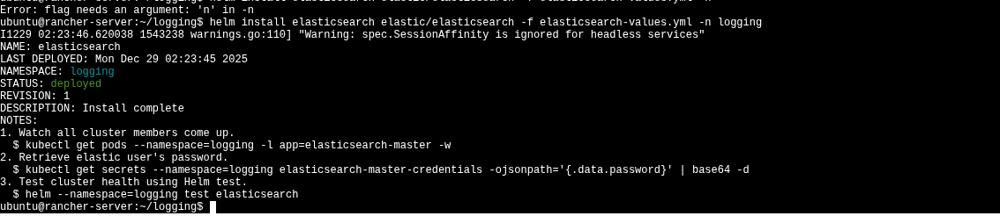 Error: flag needs an argument: 'n' in -n
ubuntu@rancher-server:~/logging$ helm install elasticsearch elastic/elasticsearch -f elasticsearch-values.yml -n logging
I1229 02:23:46.620038 1543238 warnings.go:110] "Warning: spec.SessionAffinity is ignored for headless services"
NAME: elasticsearch
LAST DEPLOYED: Mon Dec 29 02:23:45 2025
NAMESPACE: logging
STATUS: deployed
REVISION: 1
DESCRIPTION: Install complete
NOTES:
1. Watch all cluster members come up.
  $ kubectl get pods --namespace=logging -l app=elasticsearch-master -w
2. Retrieve elastic user's password.
  $ kubectl get secrets --namespace=logging elasticsearch-master-credentials -ojsonpath='{.data.password}' | base64 -d
3. Test cluster health using Helm test.
  $ helm --namespace=logging test elasticsearch
ubuntu@rancher-server:~/logging$